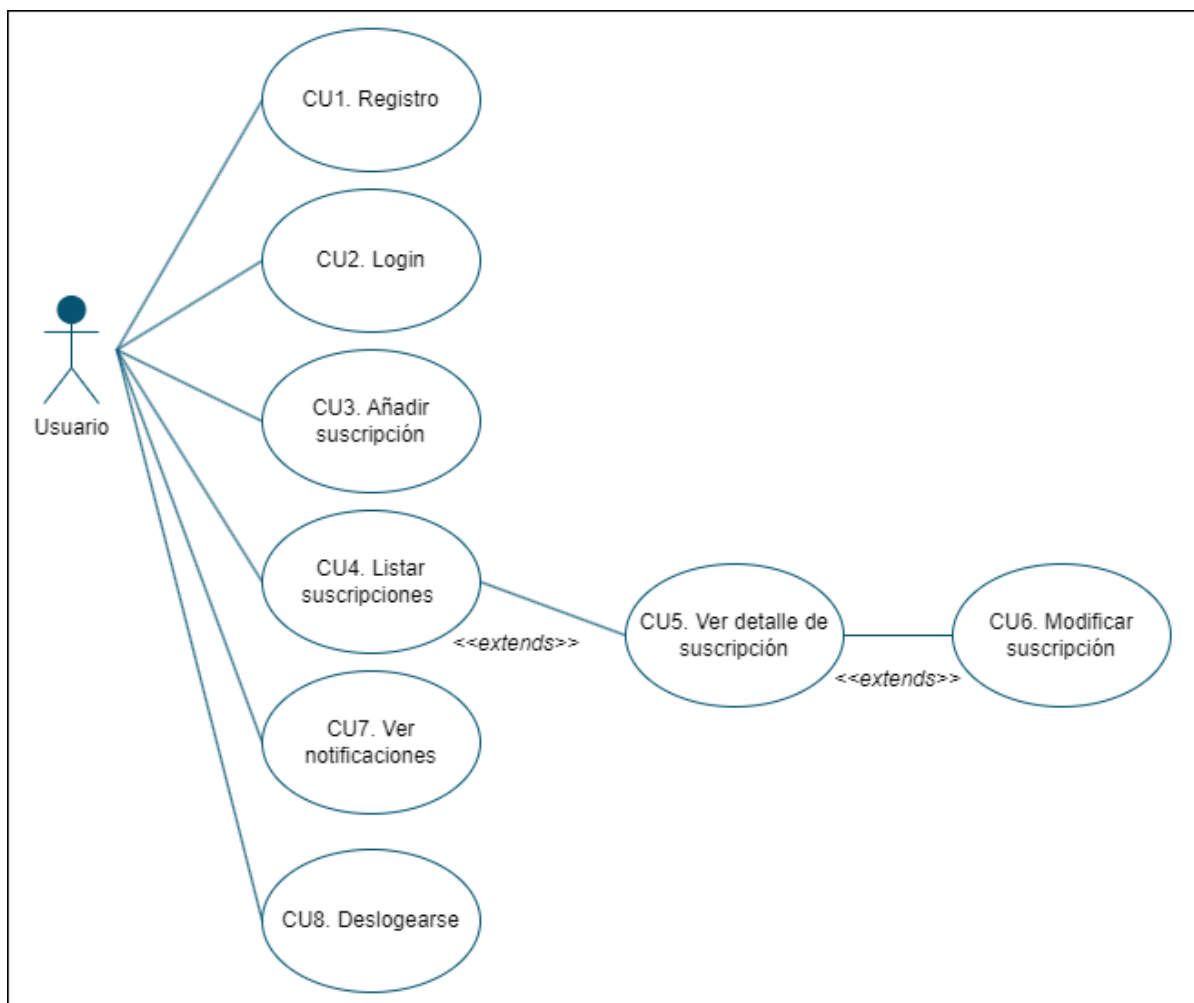 CU1. Registro
CU2. Login
Usuario
CU3. Añadir
suscripción
CU4. Listar
suscripciones
<<extends>>
CU5. Ver detalle de
suscripción
<<extends>>
CU6. Modificar
suscripción
CU7. Ver
notificaciones
CU8. Deslogearse